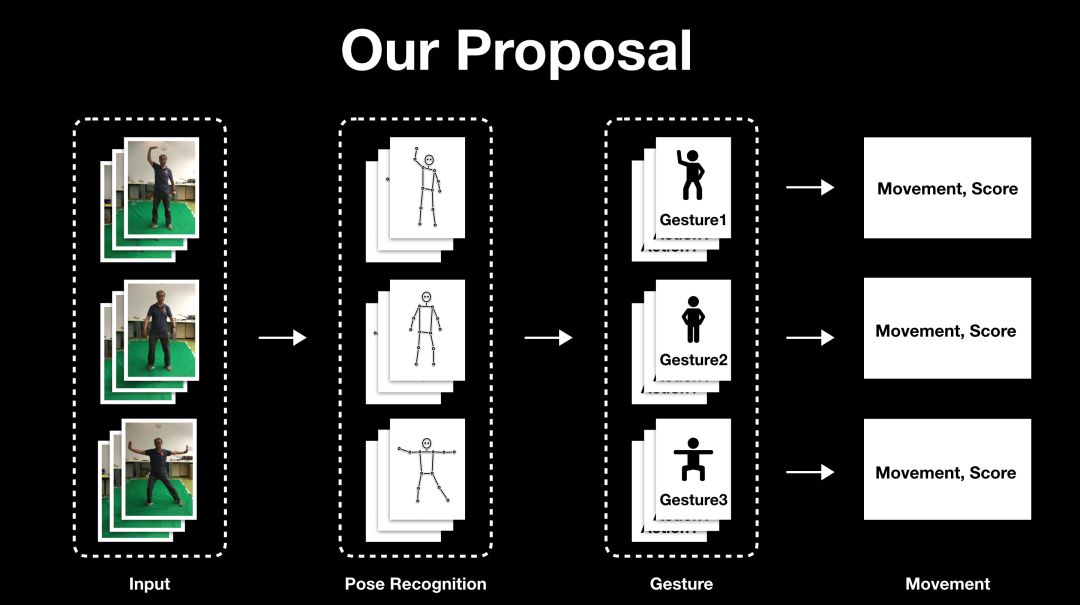 Our Proposal
Gesture1
Gesture2
Gesture3
Movement, Score
Movement, Score
Movement, Score
Input
Pose Recognition
Gesture
Movement